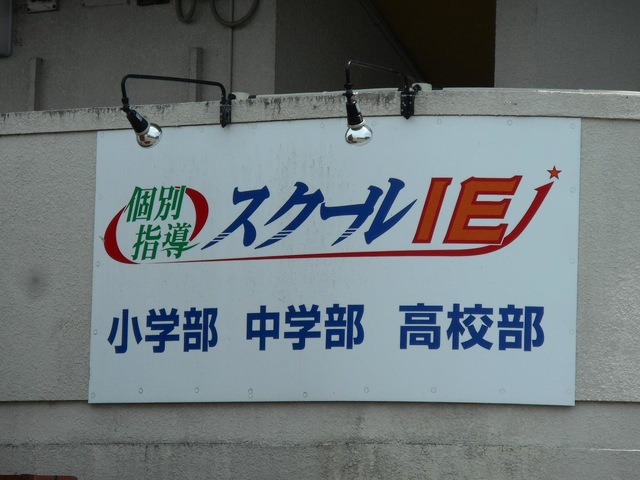 個別
指導
スクールIE
小学部 中学部 高校部